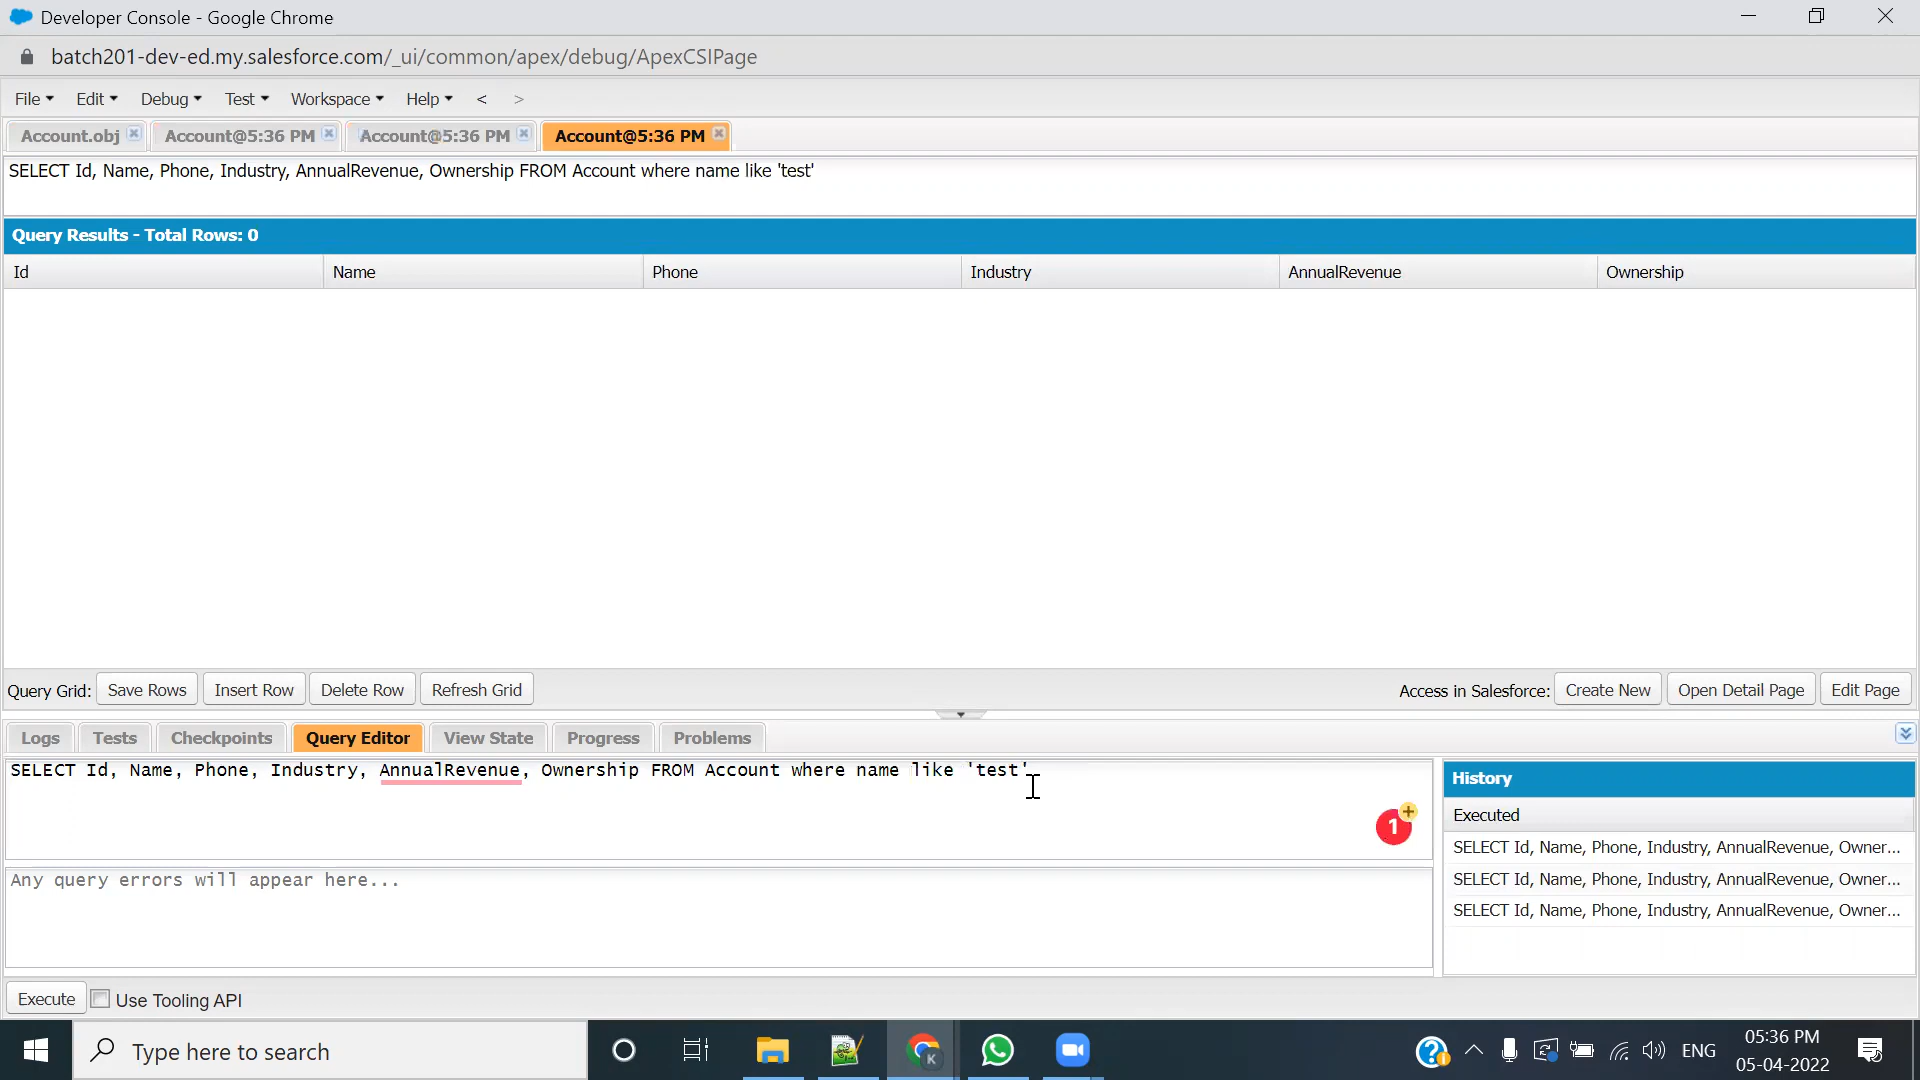 Developer Console - Google Chrome
batch201-dev-ed.my.salesforce.com/_ui/common/apex/debug/ApexCSIPage
File Edit Debug Test Workspace Help < >
Account.obj Account@5:36 PM Account@5:36 PM Account@5:36 PM
SELECT Id, Name, Phone, Industry, AnnualRevenue, Ownership FROM Account where name like 'test'
Query Results - Total Rows: 0
Id Name Phone Industry AnnualRevenue Ownership
Query Grid: Save Rows Insert Row Delete Row Refresh Grid Access in Salesforce: Create New Open Detail Page Edit Page
Logs Tests Checkpoints Query Editor View State Progress Problems
SELECT Id, Name, Phone, Industry, AnnualRevenue, Ownership FROM Account where name like 'test'
1
Any query errors will appear here...
History
Executed
SELECT Id, Name, Phone, Industry, AnnualRevenue, Owner...
SELECT Id, Name, Phone, Industry, AnnualRevenue, Owner...
SELECT Id, Name, Phone, Industry, AnnualRevenue, Owner...
Execute Use Tooling API
Type here to search
K
ENG
05:36 PM
05-04-2022